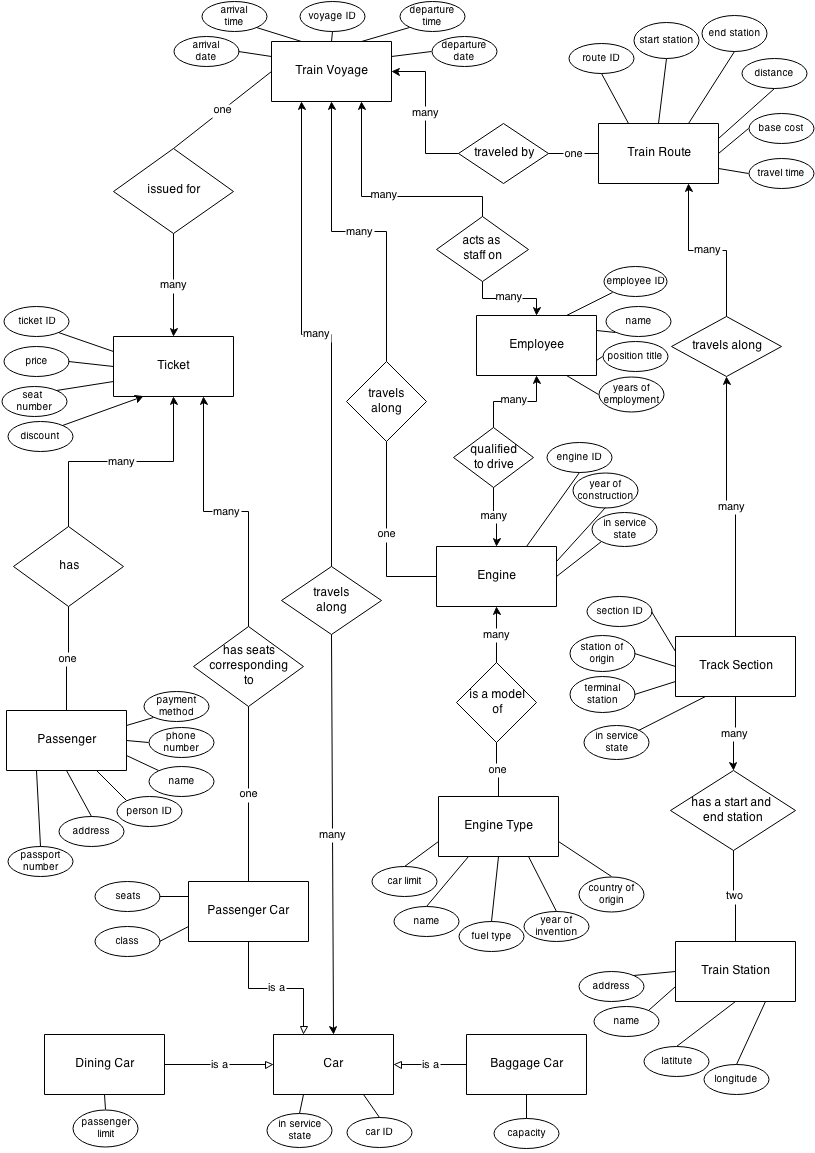 arrival
time
voyage ID
departure
time
arrival
date
Train Voyage
departure
date
start station
end station
route ID
distance
base cost
travel time
Train Route
one
many
traveled by
one
issued for
many
many
acts as
staff on
many
many
many
many
travels along
employee ID
name
position title
years of
employment
Employee
ticket ID
price
seat
number
discount
Ticket
many
travels
along
many
qualified
to drive
many
engine ID
year of
construction
in service
state
many
many
has
one
one
Engine
many
travels
along
section ID
station of
origin
terminal
station
in service
state
Track Section
has seats
corresponding
to
is a model
of
one
payment
method
phone
number
name
person ID
address
passport
number
Passenger
many
has a start and
end station
one
many
Engine Type
car limit
name
fuel type
year of
invention
country of
origin
two
seats
class
Passenger Car
Train Station
address
name
latitute
longitude
is a
Dining Car
is a
Car
is a
Baggage Car
passenger
limit
in service
state
car ID
capacity